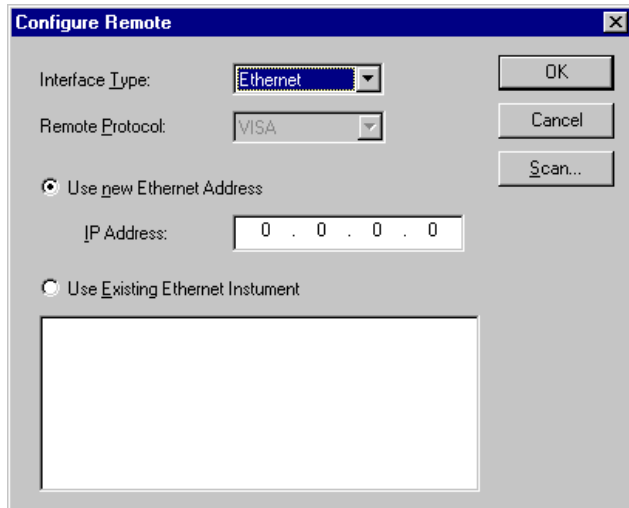 Configure Remote
Interface Type:
Ethernet
OK
Remote Protocol:
VISA
Cancel
Scan...
Use new Ethernet Address
IP Address:
0 . 0 . 0 . 0
Use Existing Ethernet Instument